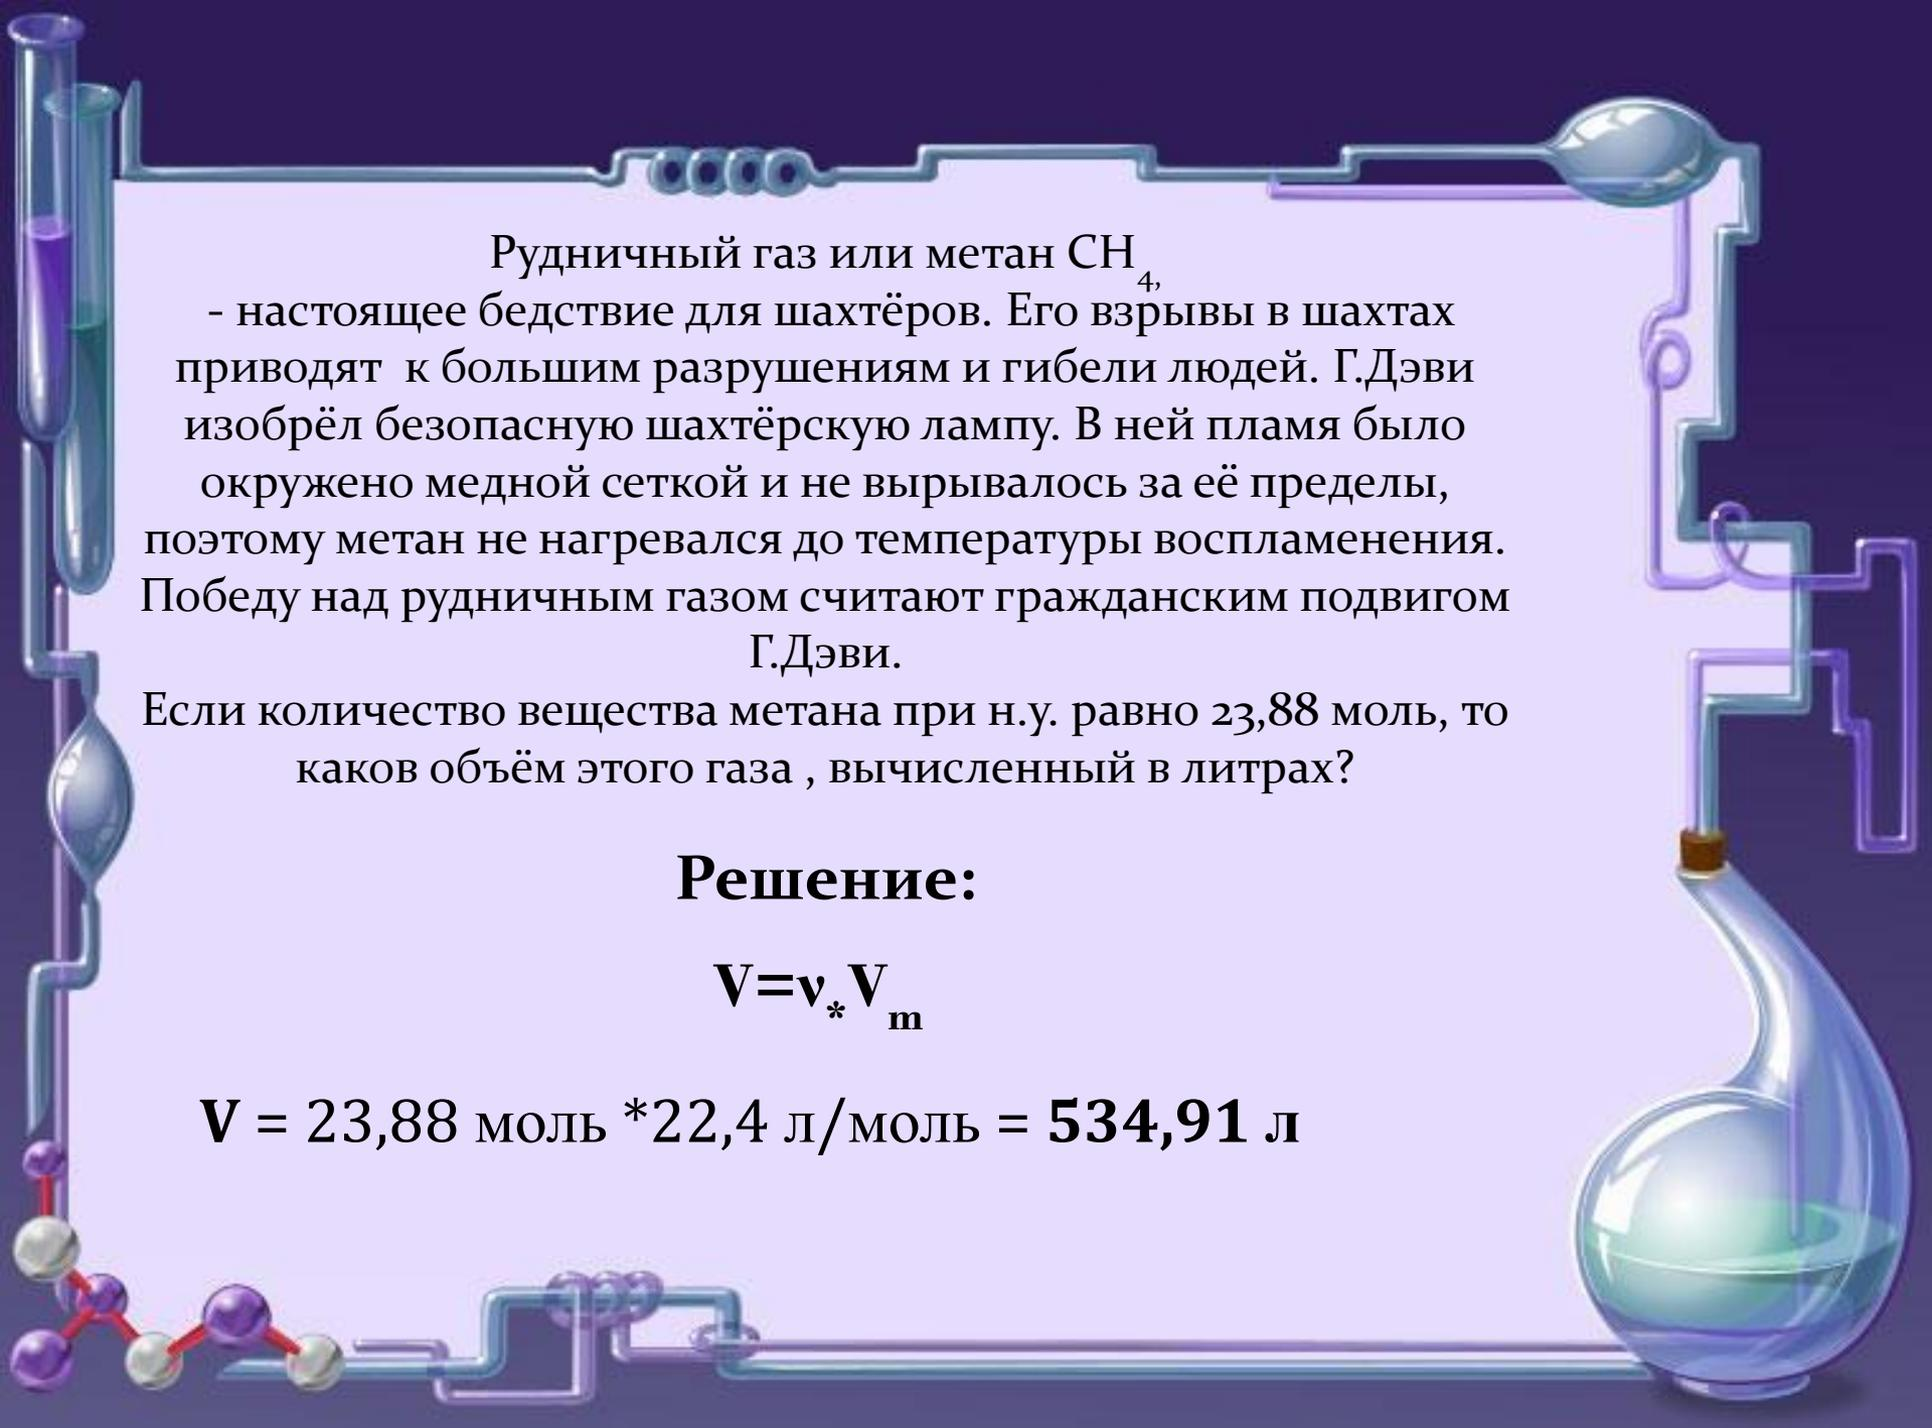 Рудничный газ или метан CH4,
- настоящее бедствие для шахтёров. Его взрывы в шахтах
приводят к большим разрушениям и гибели людей. Г.Дэви
изобрёл безопасную шахтёрскую лампу. В ней пламя было
окружено медной сеткой и не вырывалось за её пределы,
поэтому метан не нагревался до температуры воспламенения.
Победу над рудничным газом считают гражданским подвигом
Г.Дэви.
Если количество вещества метана при н.у. равно 23,88 моль, то
каков объём этого газа , вычисленный в литрах?
Решение:
V=ν*Vm
V = 23,88 моль *22,4 л/моль = 534,91 л